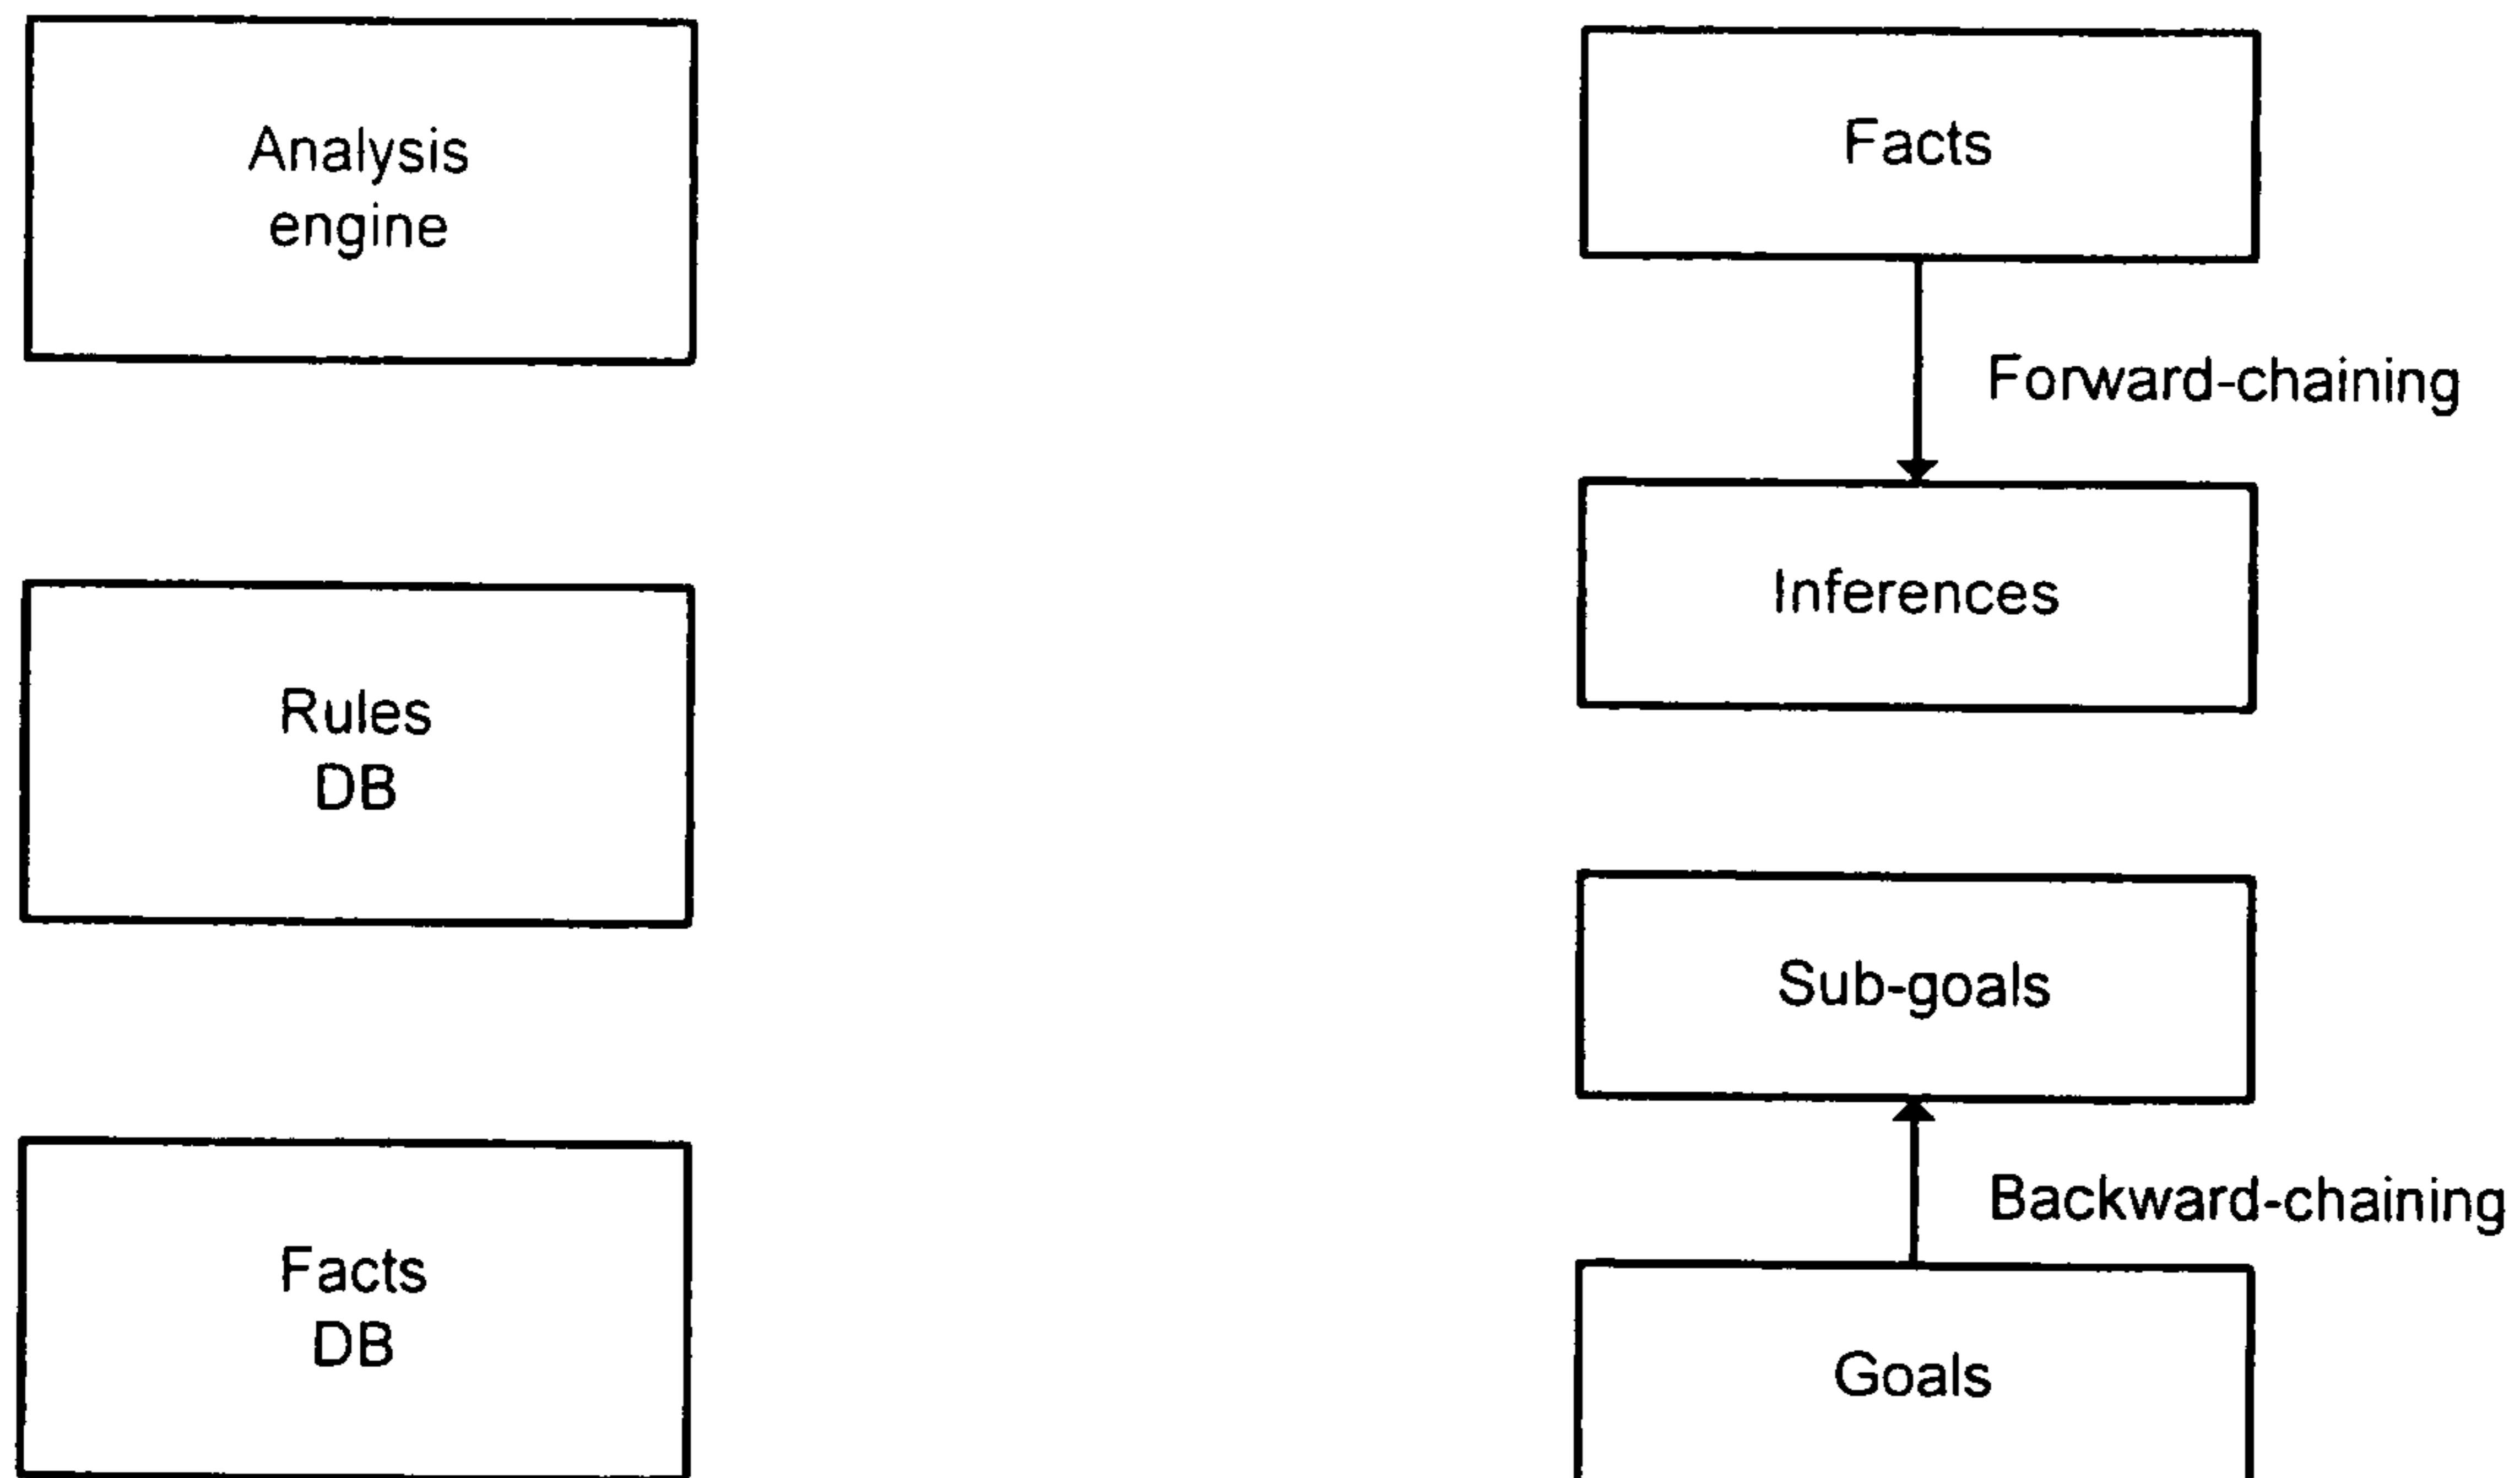 Analysis
engine
Rules
DB
Facts
DB
Facts
Forward-chaining
Inferences
Sub-goals
Backward-chaining
Goals